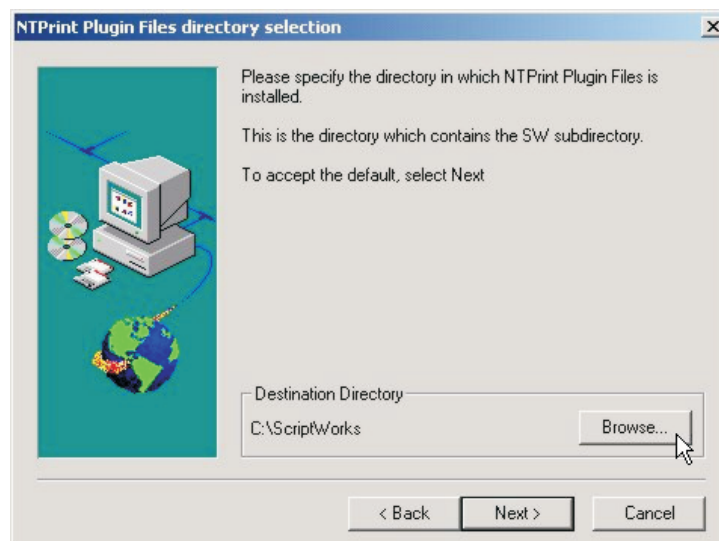 NTPrint Plugin Files directory selection
Please specify the directory in which NTPrint Plugin Files is
installed.
This is the directory which contains the SW subdirectory.
To accept the default, select Next
Destination Directory
C:\ScriptWorks
Browse...
< Back
Next >
Cancel